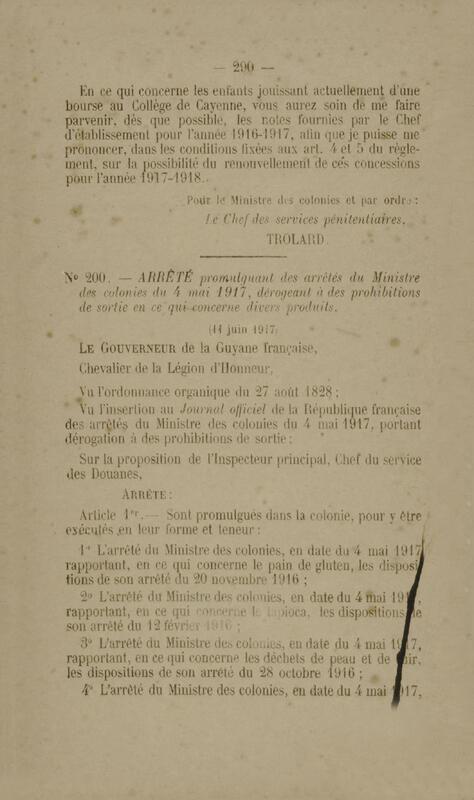 — 290 —
En ce qui concerne les enfants jouissant actuellement d'une
bourse au Collège de Cayenne, vous aurez soin de me faire
parvenir, dès que possible, les notes fournies par le Chef
d'établissement pour l'année 1916-1917, afin que je puisse me
prononcer, dans les conditions fixées aux art. 4 et 5 du règle-
ment, sur la possibilité du renouvellement de ces concessions
pour l'année 1917-1918.
Pour le Ministre des colonies et par ordre :
Le Chef des services pénitentiaires,
TROLARD.
No 200. — ARRÊTÉ promulguant des arrêtés du Ministre
des colonies du 4 mai 1917, dérogeant à des prohibitions
de sortie en ce qui concerne divers produits.
(11 juin 1917)
LE GOUVERNEUR de la Guyane française,
Chevalier de la Légion d'Honneur,
Vu l'ordonnance organique du 27 août 1828 ;
Vu l'insertion au Journal officiel de la République française
des arrêtés du Ministre des colonies du 4 mai 1917, portant
dérogation à des prohibitions de sortie ;
Sur la proposition de l'Inspecteur principal, Chef du service
des Douanes,
ARRÊTE :
Article 1er. — Sont promulgués dans la colonie, pour y être
exécutés en leur forme et teneur :
1° L'arrêté du Ministre des colonies, en date du 4 mai 1917
rapportant, en ce qui concerne le pain de gluten, les disposi
tions de son arrêté du 20 novembre 1916 ;
2° L'arrêté du Ministre des colonies, en date du 4 mai 191
rapportant, en ce qui concerne le tapioca, les dispositions de
son arrêté du 12 février 1916 ;
3° L'arrêté du Ministre des colonies, en date du 4 mai 1917,
rapportant, en ce qui concerne les déchets de peau et de cuir,
les dispositions de son arrêté du 28 octobre 1916 ;
4° L'arrêté du Ministre des colonies, en date du 4 mai 1917,